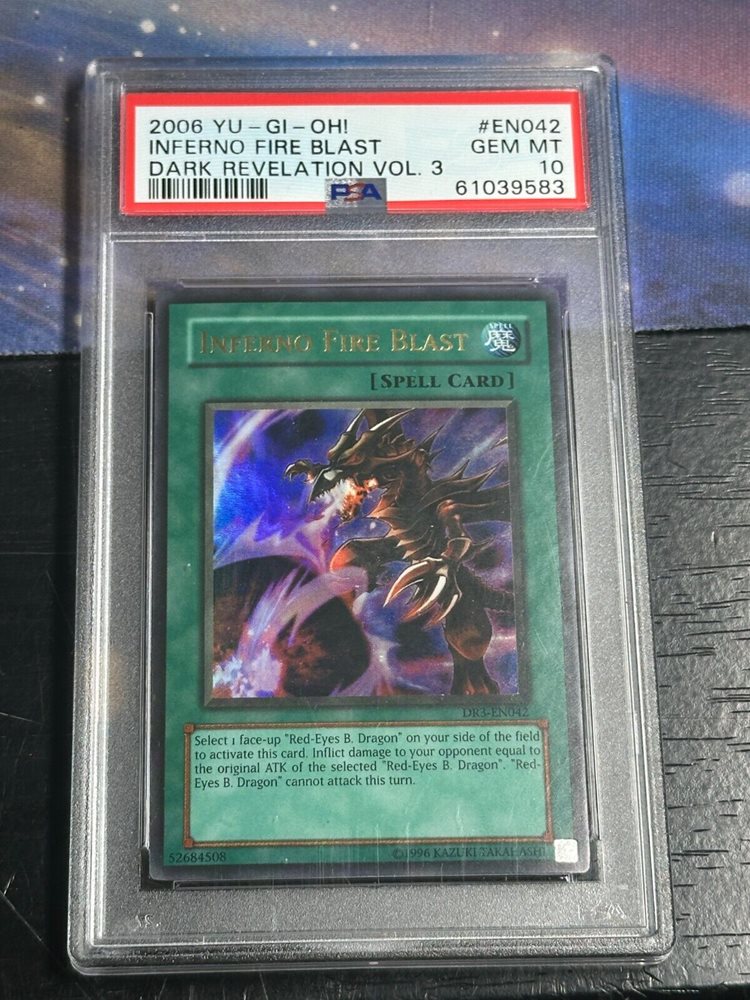 2006 YU-GI-OH! #EN042
INFERNO FIRE BLAST GEM MT
DARK REVELATION VOL. 3 10
PSA 61039583
INFERNO FIRE BLAST
SPELL
魔
[SPELL CARD]
DR3-EN042
Select 1 face-up "Red-Eyes B. Dragon" on your side of the field
to activate this card. Inflict damage to your opponent equal to
the original ATK of the selected "Red-Eyes B. Dragon". "Red-
Eyes B. Dragon" cannot attack this turn.
52684508 ©1996 KAZUKI TAKAHASHI